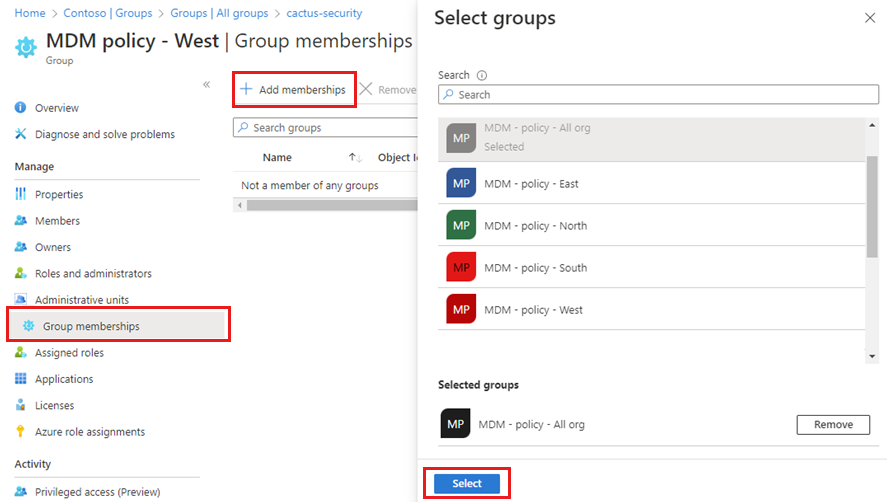 Home > Contoso | Groups > Groups | All groups > cactus-security
MDM policy - West | Group memberships
Group
«
Overview
Diagnose and solve problems
Manage
Properties
Members
Owners
Roles and administrators
Administrative units
Group memberships
Assigned roles
Applications
Licenses
Azure role assignments
Activity
Privileged access (Preview)
+ Add memberships
Remove
Search groups
Name ↑↓ Object I
Not a member of any groups
Select groups
Search
Search
MP MDM - policy - All org
Selected
MP MDM - policy - East
MP MDM - policy - North
MP MDM - policy - South
MP MDM - policy - West
Selected groups
MP MDM - policy - All org Remove
Select